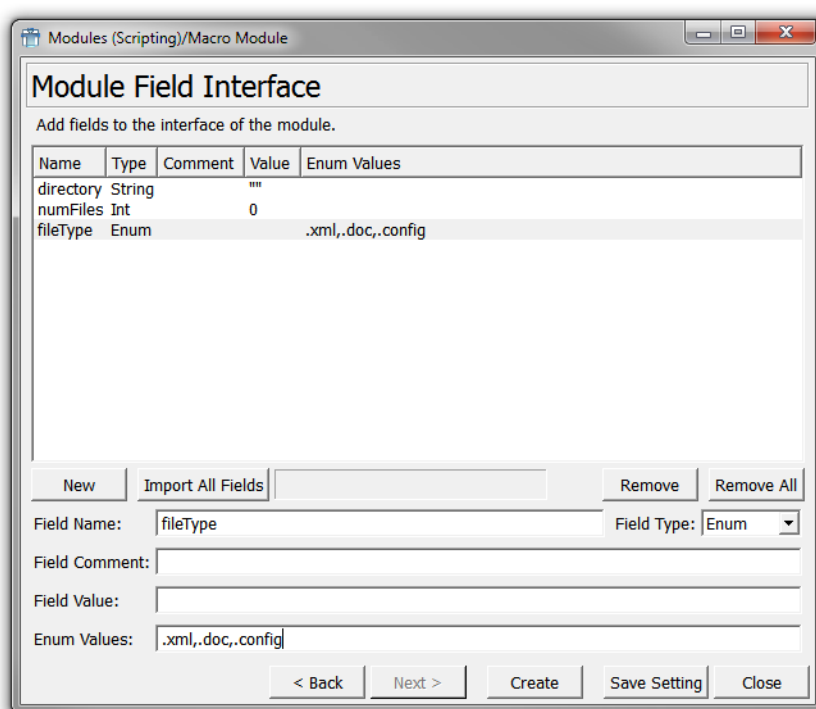 Modules (Scripting)/Macro Module
Module Field Interface
Add fields to the interface of the module.
Name Type Comment Value Enum Values
directory String ""
numFiles Int 0
fileType Enum .xml,.doc,.config
New Import All Fields Remove Remove All
Field Name: fileType Field Type: Enum
Field Comment:
Field Value:
Enum Values: .xml,.doc,.config
< Back Next > Create Save Setting Close